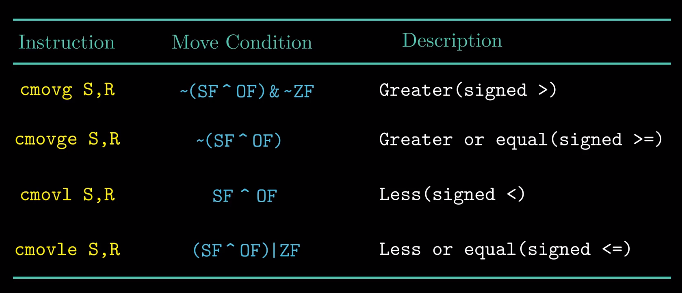 Instruction Move Condition Description
cmovg S,R ~(SF^OF)&~ZF Greater(signed >)
cmovge S,R ~(SF^OF) Greater or equal(signed >=)
cmovl S,R SF ^ OF Less(signed <)
cmovle S,R (SF^OF)|ZF Less or equal(signed <=)